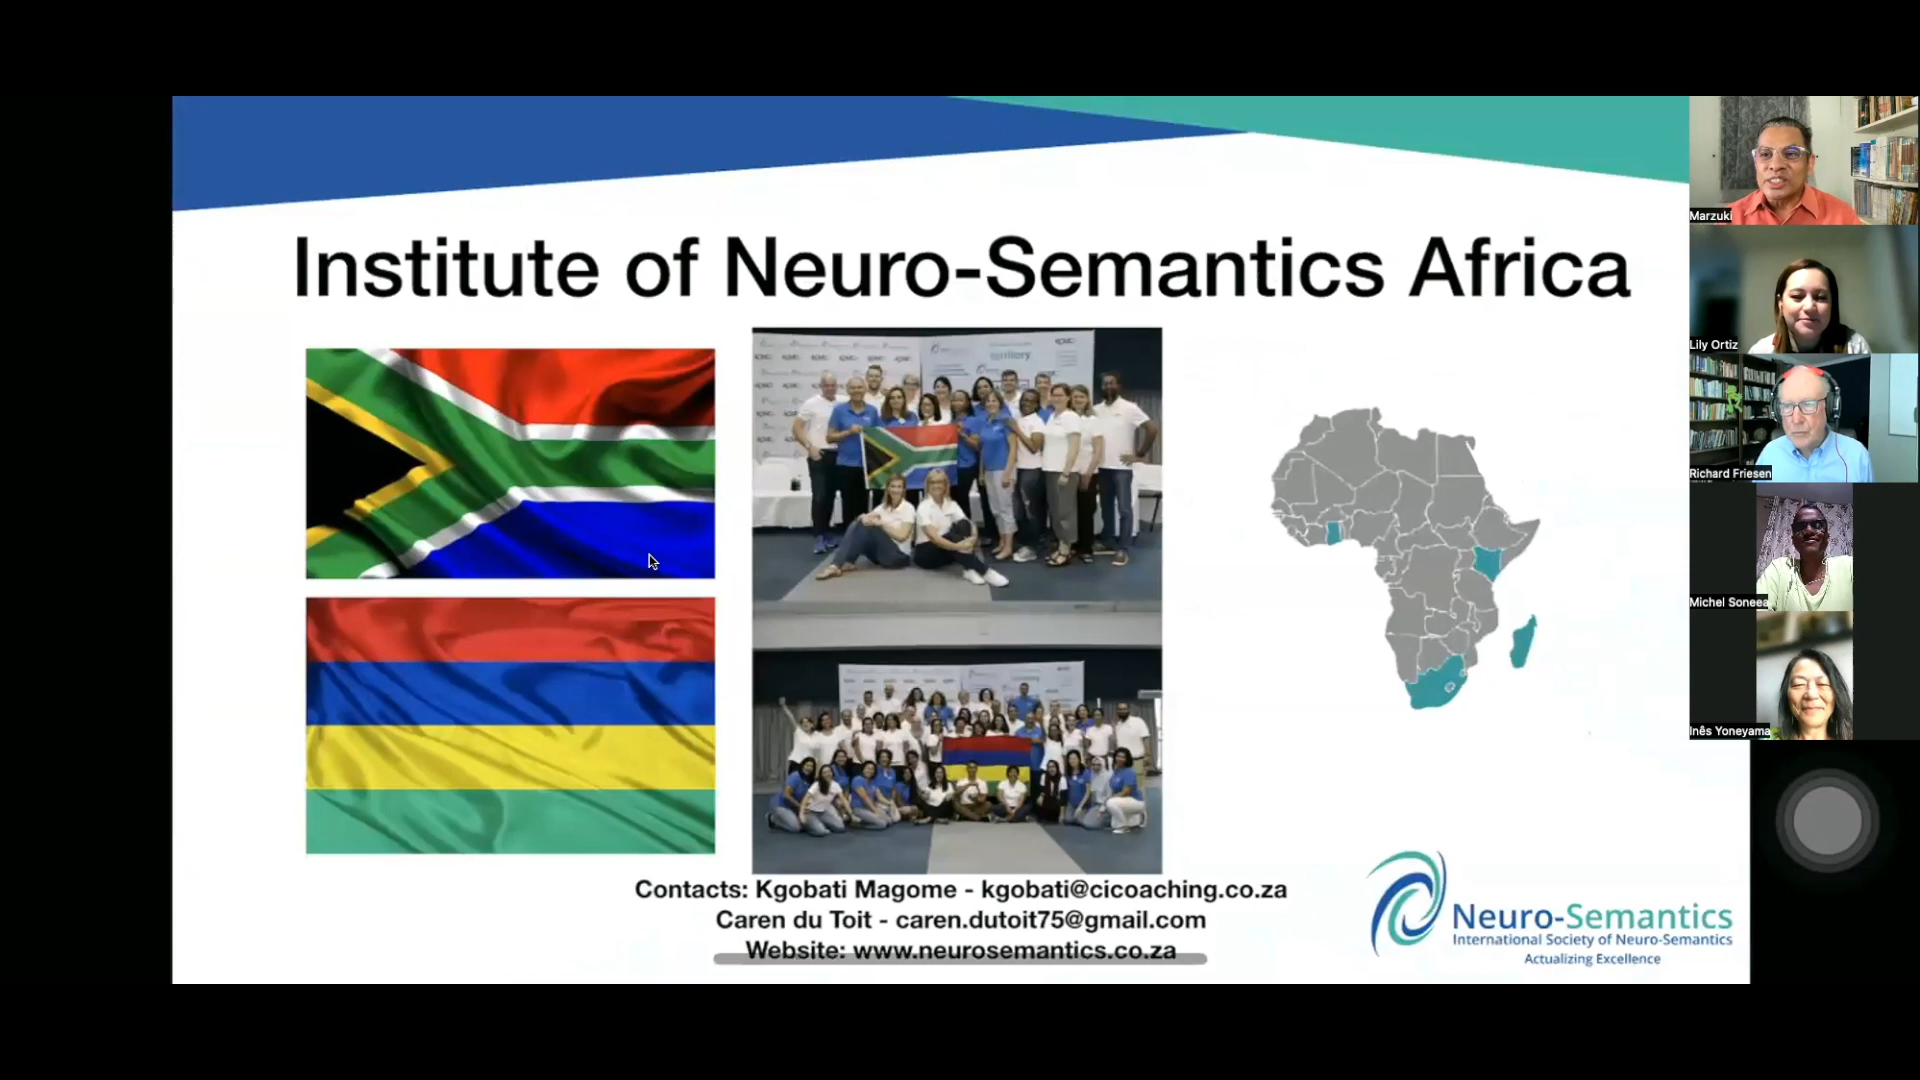 Institute of Neuro-Semantics Africa
Contacts: Kgobati Magome - kgobati@cicoaching.co.za
Caren du Toit - caren.dutoit75@gmail.com
Website: www.neurosemantics.co.za
Neuro-Semantics
International Society of Neuro-Semantics
Actualizing Excellence
Marzuki
Lily Ortiz
Richard Friesen
Michel Soneea
Inês Yoneyama